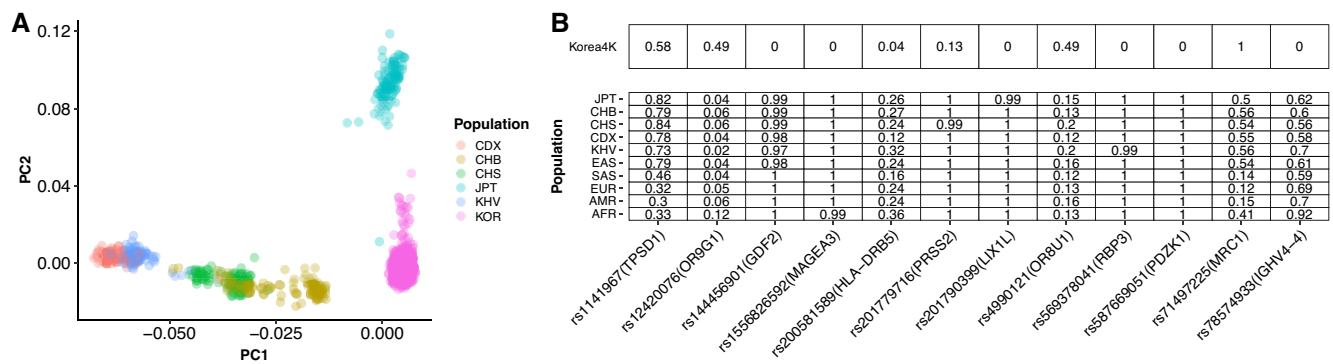 A
0.12
0.08
0.04
0.00
PC2
−0.050
−0.025
0.000
PC1
Population
CDX
CHB
CHS
JPT
KHV
KOR
B
Korea4K 0.58 0.49 0 0 0.04 0.13 0 0.49 0 0 1 0
Population
JPT 0.82 0.04 0.99 1 0.26 1 0.99 0.15 1 1 0.5 0.62
CHB 0.79 0.06 0.99 1 0.27 1 1 0.13 1 1 0.56 0.6
CHS 0.84 0.06 0.99 1 0.24 0.99 1 0.2 1 1 0.54 0.56
CDX 0.78 0.04 0.98 1 0.12 1 1 0.12 1 1 0.55 0.58
KHV 0.73 0.02 0.97 1 0.32 1 1 0.2 0.99 1 0.56 0.7
EAS 0.79 0.04 0.98 1 0.24 1 1 0.16 1 1 0.54 0.61
SAS 0.46 0.04 1 1 0.16 1 1 0.12 1 1 0.14 0.59
EUR 0.32 0.05 1 1 0.24 1 1 0.13 1 1 0.12 0.69
AMR 0.3 0.06 1 1 0.24 1 1 0.16 1 1 0.15 0.7
AFR 0.33 0.12 1 0.99 0.36 1 1 0.13 1 1 0.41 0.92
rs1141967(TPSD1)
rs12420076(OR9G1)
rs144456901(GDF2)
rs1556826592(MAGEA3)
rs200581589(HLA−DRB5)
rs201779716(PRSS2)
rs201790399(LIX1L)
rs4990121(OR8U1)
rs569378041(RBP3)
rs587669051(PDZK1)
rs71497225(MRC1)
rs78574933(IGHV4−4)